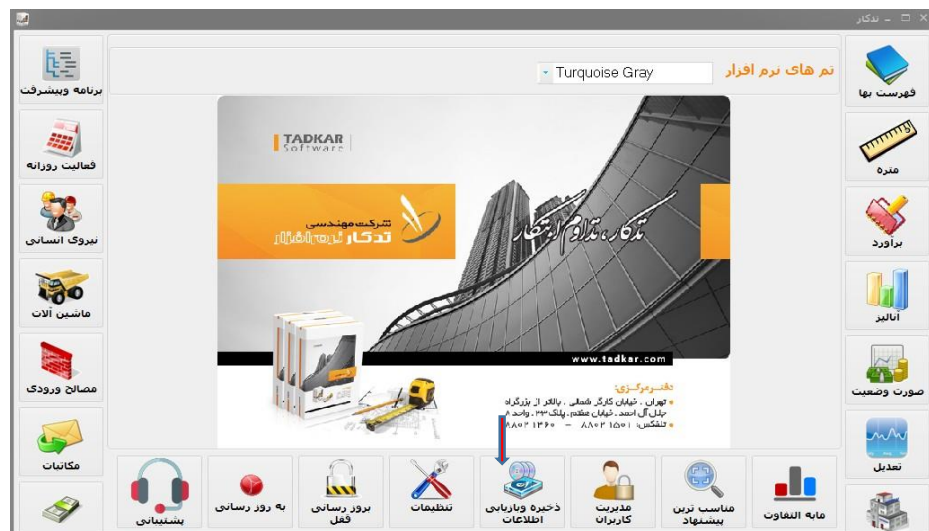 تدکار
تم های نرم افزار
Turquoise Gray
فهرست بها
متره
برآورد
آنالیز
صورت وضعیت
تعدیل
برنامه وپیشرفت
فعالیت روزانه
نیروی انسانی
ماشین آلات
مصالح ورودی
مکاتبات
TADKAR
Software
شرکت مهندسی
تدکار نرم افزار
تدکار ، تداوم ابتکار
www.tadkar.com
دفتـر مرکـزی:
تهران . خیابان کارگر شمالی . بالاتر از بزرگراه
جلال آل احمد . خیابان هفتم . پلاک ۲۳ . واحد ۸
تلفکس: ۸۸۰۲۱۵۰۱ – ۸۸۰۲۱۳۶۰
مابه التفاوت
مناسب ترین
پیشنهاد
مدیریت
کاربران
ذخیره وبازیابی
اطلاعات
تنظیمات
بروز رسانی
قفل
به روز رسانی
پشتیبانی